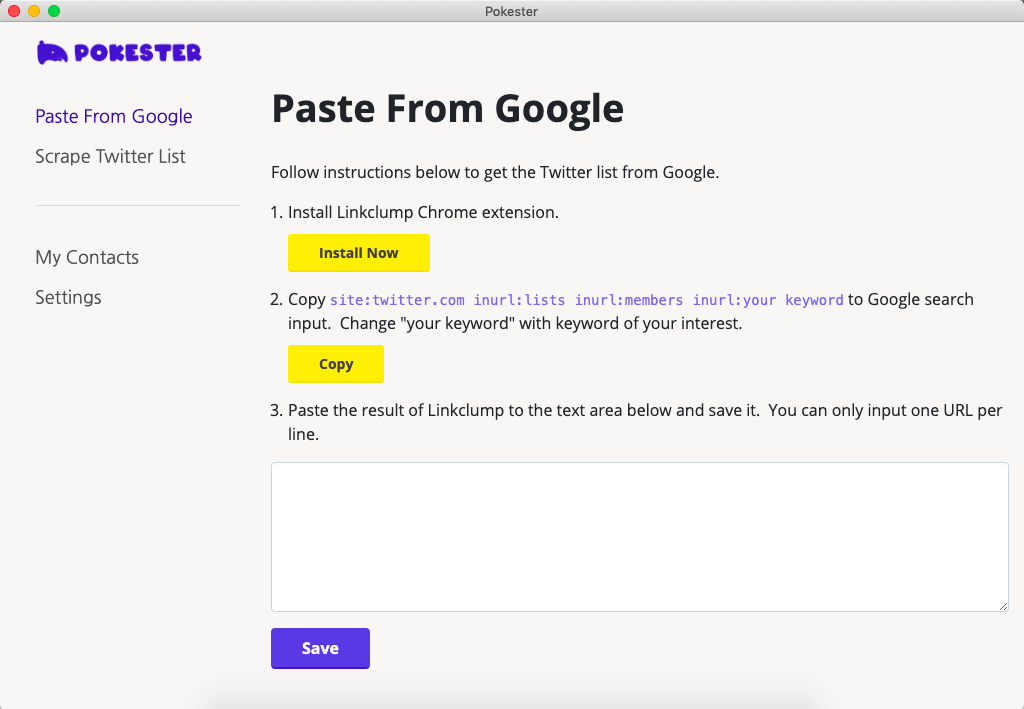 Pokester
POKESTER
Paste From Google
Scrape Twitter List
My Contacts
Settings
Paste From Google
Follow instructions below to get the Twitter list from Google.
1. Install Linkclump Chrome extension.
Install Now
2. Copy site:twitter.com inurl:lists inurl:members inurl:your keyword to Google search
input.  Change "your keyword" with keyword of your interest.
Copy
3. Paste the result of Linkclump to the text area below and save it.  You can only input one URL per
line.
Save